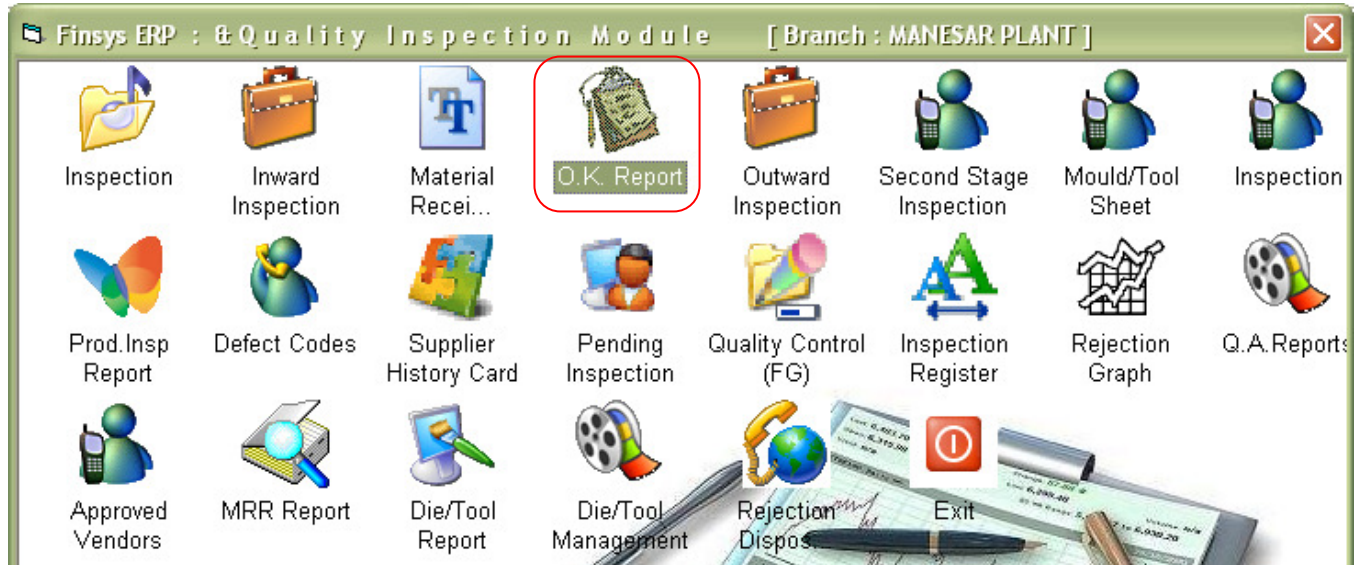 Finsys ERP : & Quality Inspection Module [ Branch : MANESAR PLANT ]
Inspection
Inward
Inspection
Material
Recei...
O.K. Report
Outward
Inspection
Second Stage
Inspection
Mould/Tool
Sheet
Inspection
Prod.Insp
Report
Defect Codes
Supplier
History Card
Pending
Inspection
Quality Control
(FG)
Inspection
Register
Rejection
Graph
Q.A.Reports
Approved
Vendors
MRR Report
Die/Tool
Report
Die/Tool
Management
Rejection
Dispos...
Exit